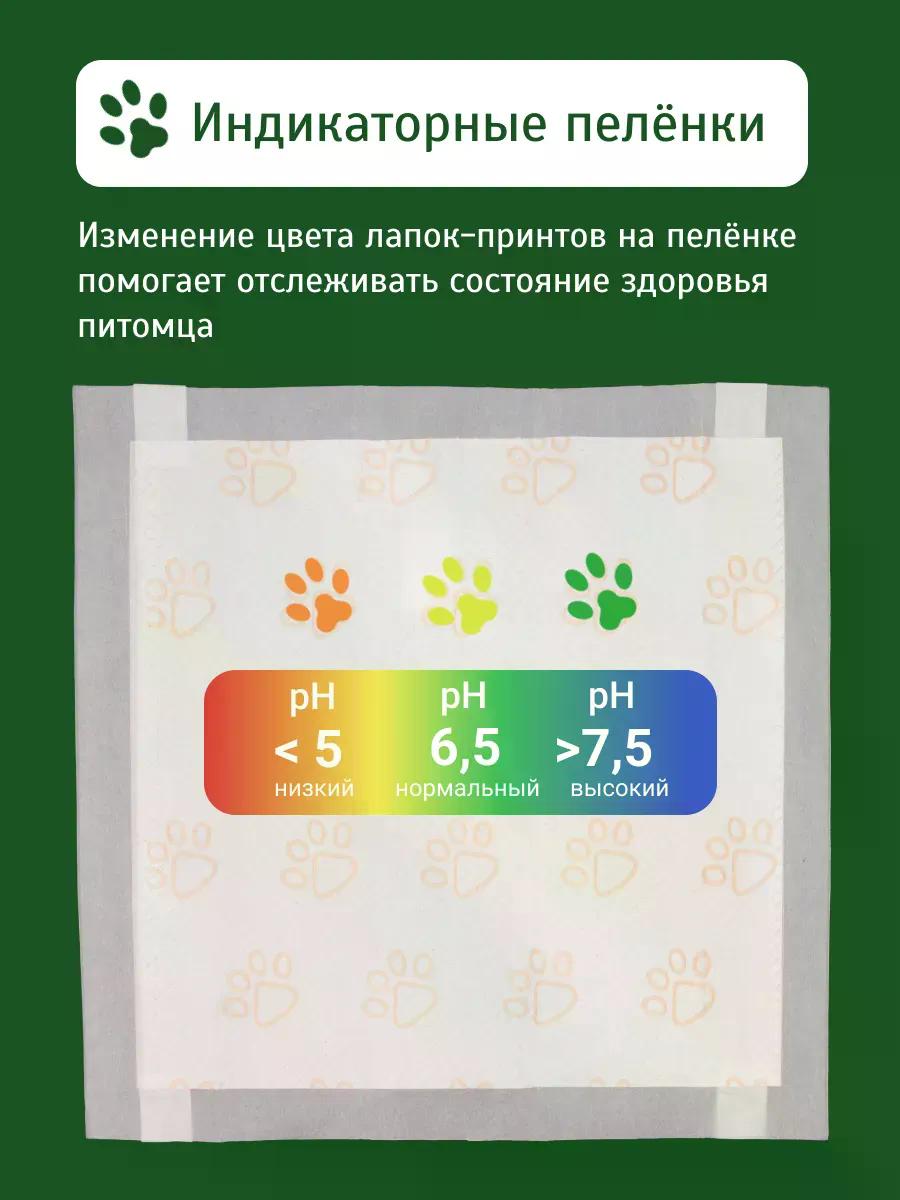 Индикаторные пелёнки
Изменение цвета лапок-принтов на пелёнке
помогает отслеживать состояние здоровья
питомца
pH pH pH
< 5 6,5 >7,5
низкий нормальный высокий